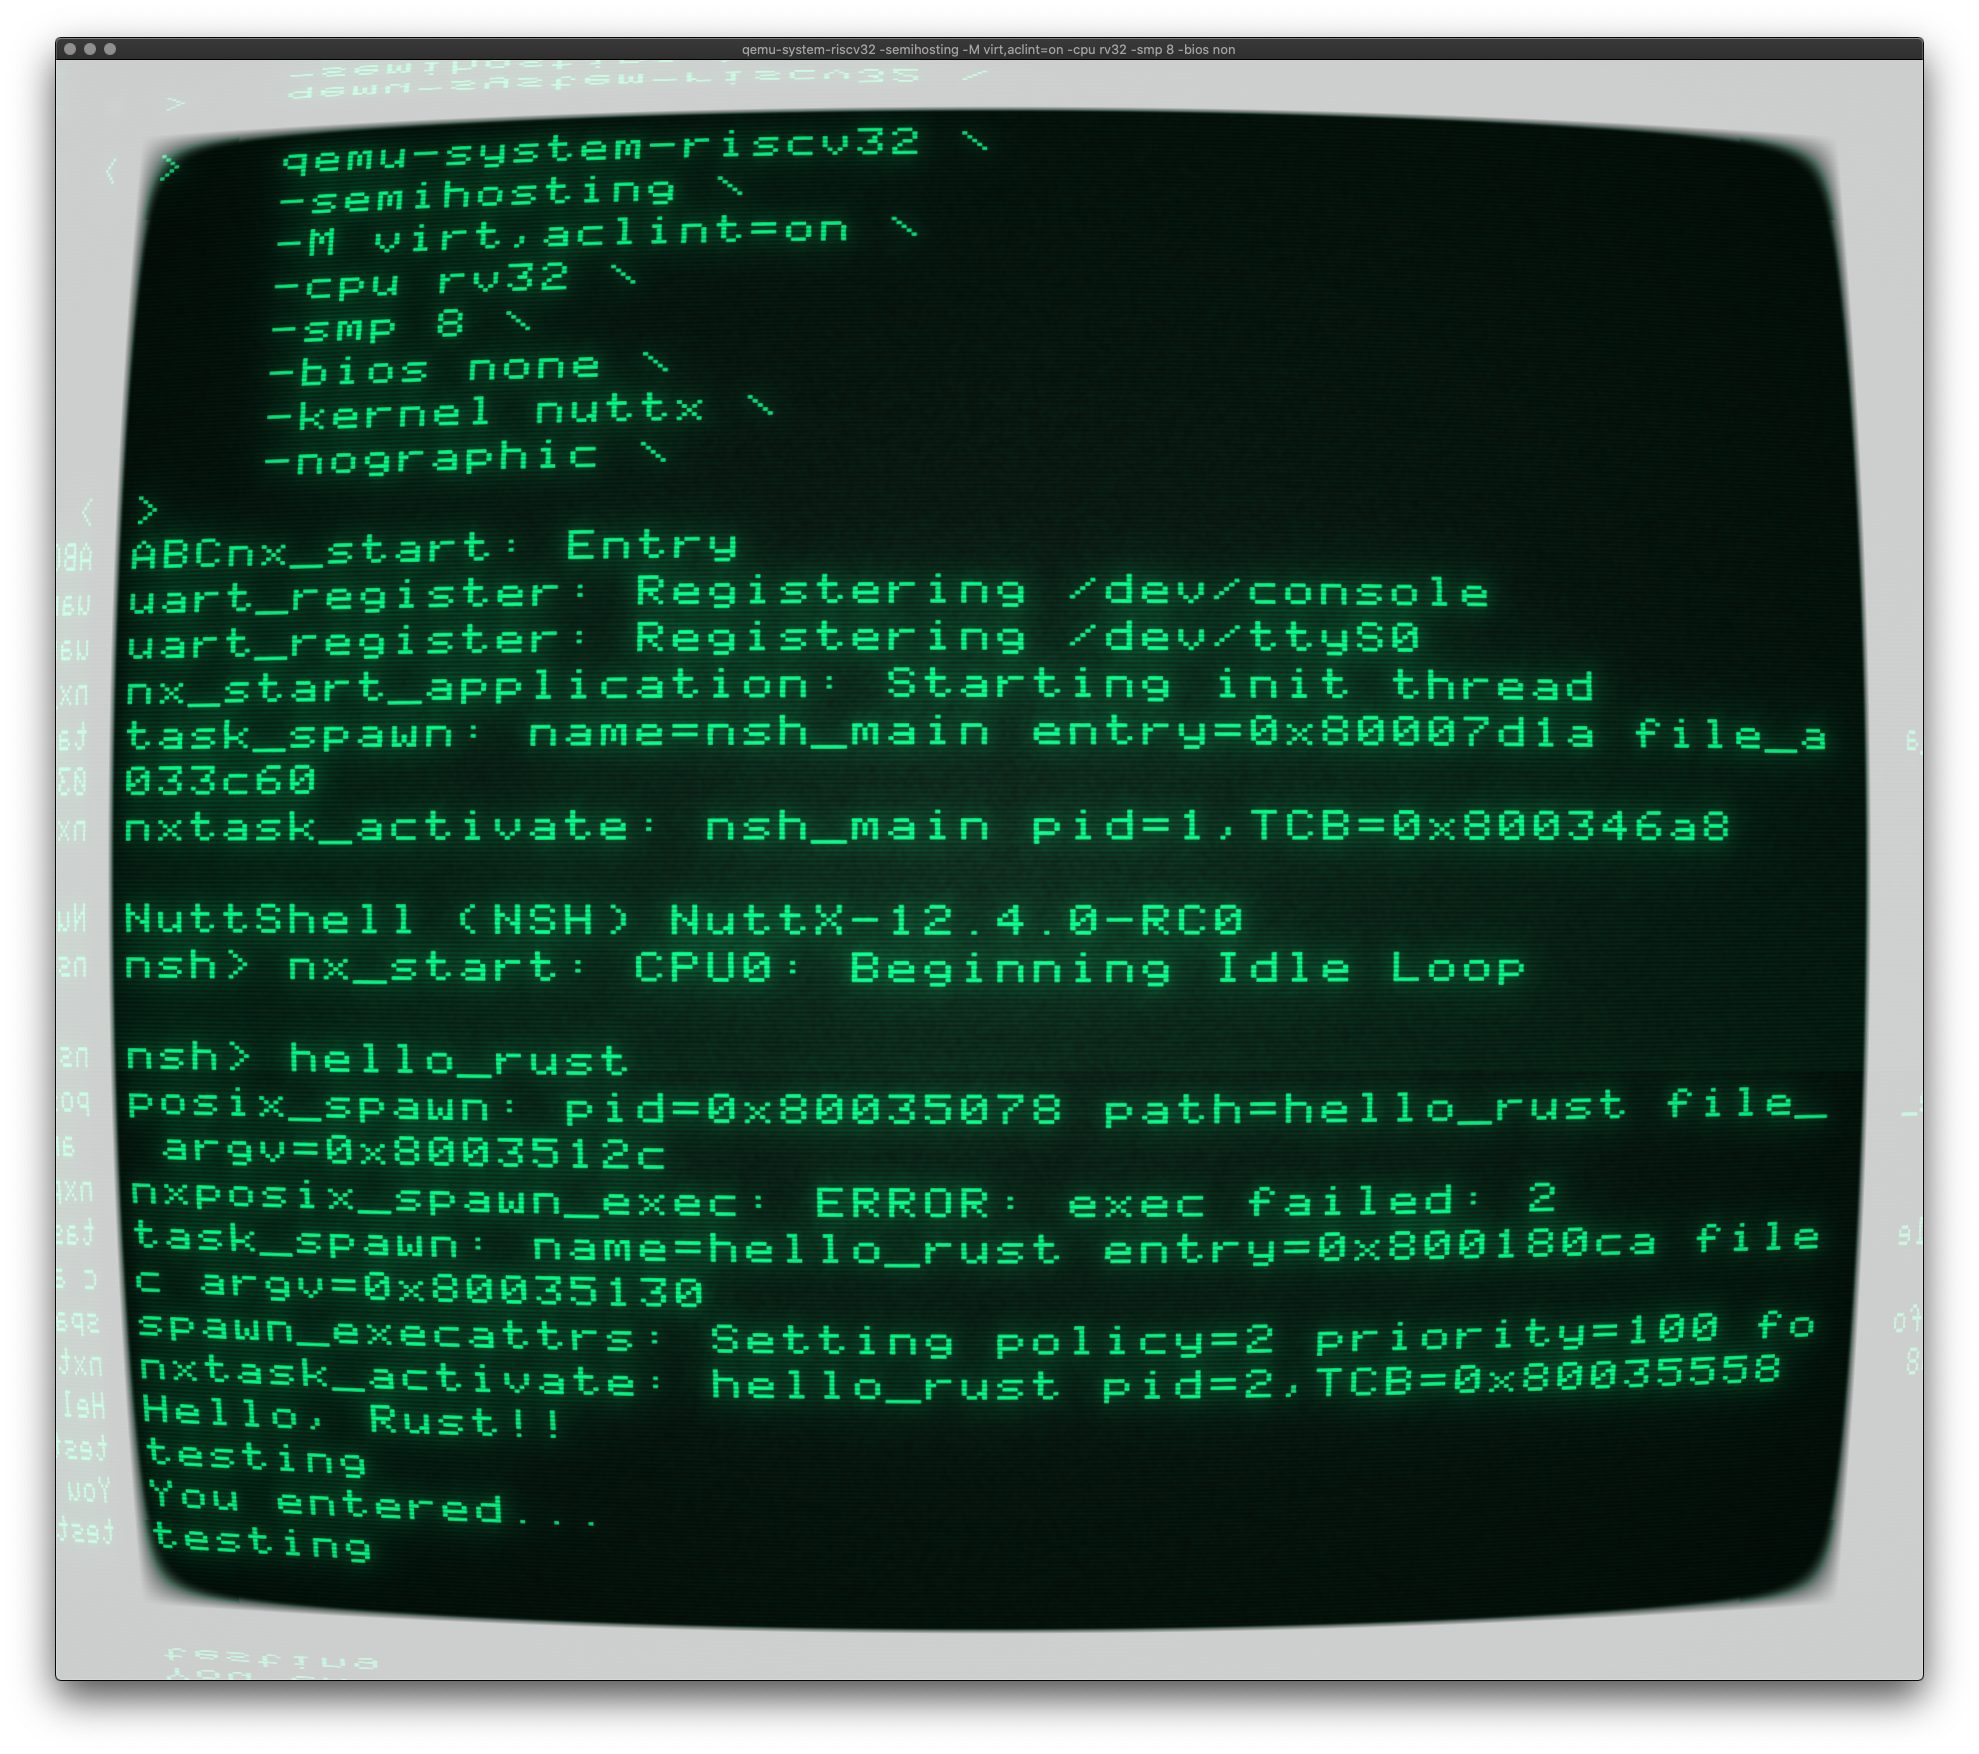 qemu-system-riscv32 -semihosting -M virt,aclint=on -cpu rv32 -smp 8 -bios non
> qemu-system-riscv32 \
-semihosting \
-M virt,aclint=on \
-cpu rv32 \
-smp 8 \
-bios none \
-kernel nuttx \
-nographic \
>
ABCnx_start: Entry
uart_register: Registering /dev/console
uart_register: Registering /dev/ttyS0
nx_start_application: Starting init thread
task_spawn: name=nsh_main entry=0x80007d1a file_a
033c60
nxtask_activate: nsh_main pid=1,TCB=0x800346a8
NuttShell (NSH) NuttX-12.4.0-RC0
nsh> nx_start: CPU0: Beginning Idle Loop
nsh> hello_rust
posix_spawn: pid=0x80035078 path=hello_rust file_
argv=0x8003512c
nxposix_spawn_exec: ERROR: exec failed: 2
task_spawn: name=hello_rust entry=0x800180ca file
c argv=0x80035130
spawn_execattrs: Setting policy=2 priority=100 fo
nxtask_activate: hello_rust pid=2,TCB=0x80035558
Hello, Rust!!
testing
You entered...
testing